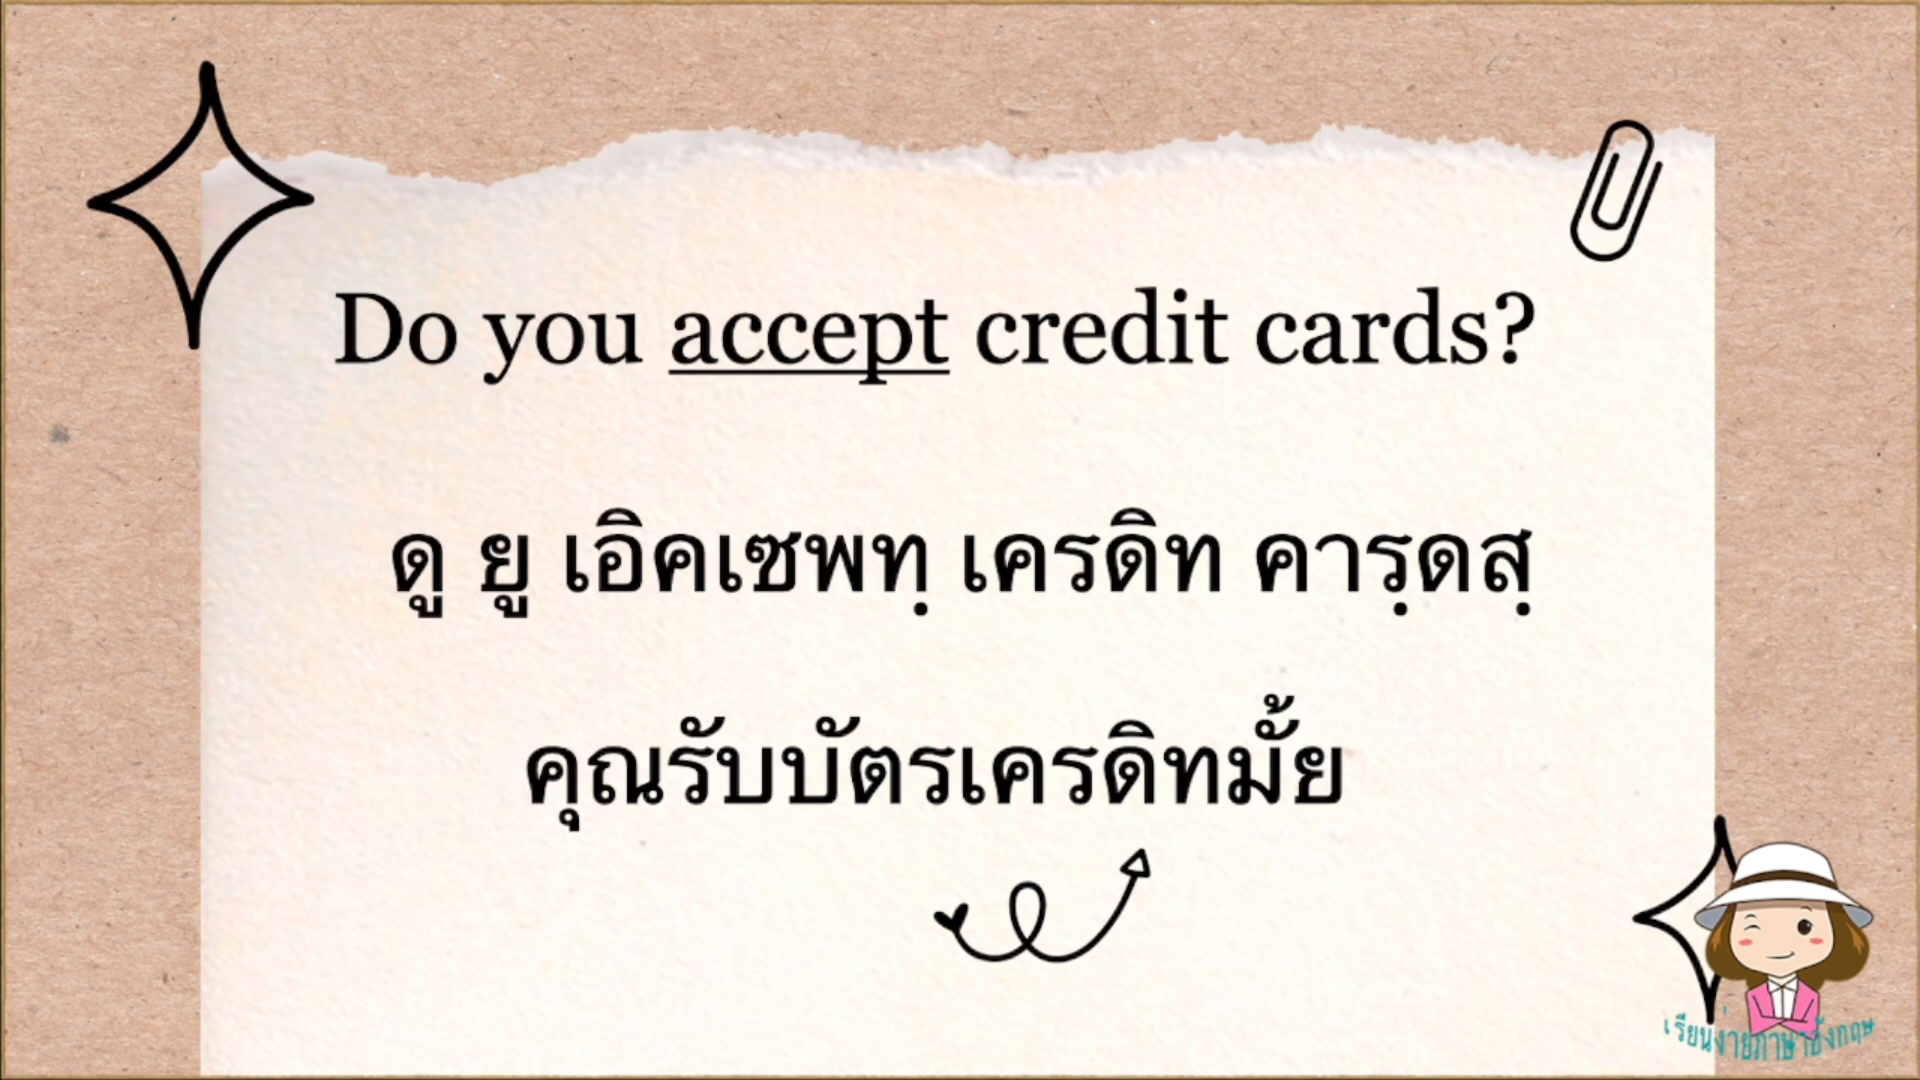 Do you accept credit cards?
ดู ยู เอิคเซพทฺ เครดิท คารฺดสฺ
คุณรับบัตรเครดิทมั้ย
เรียนง่ายภาษาอังกฤษ